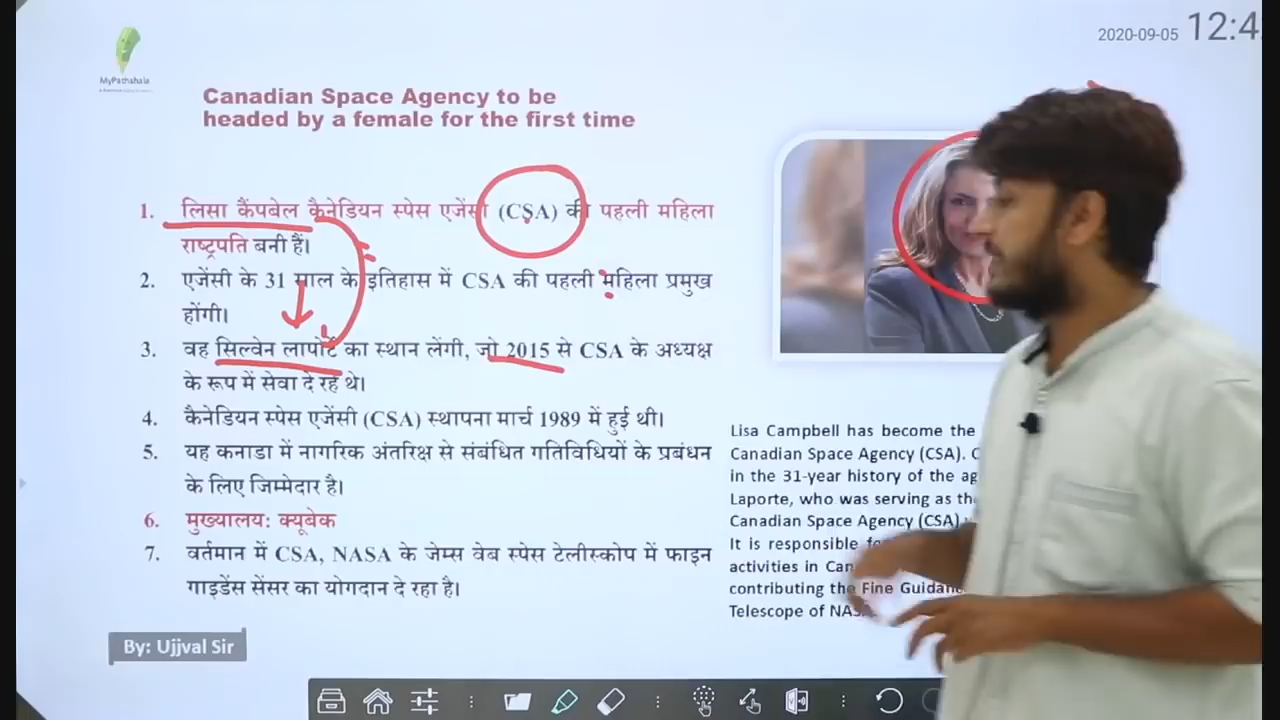 2020-09-05 12:4
MyPathshala
Canadian Space Agency to be
headed by a female for the first time
1. लिसा कैंपबेल कैनेडियन स्पेस एजेंसी (CSA) की पहली महिला
राष्ट्रपति बनी हैं।
2. एजेंसी के 31 साल के इतिहास में CSA की पहली महिला प्रमुख
होंगी।
3. वह सिल्वेन लापोर्टे का स्थान लेंगी, जो 2015 से CSA के अध्यक्ष
के रूप में सेवा दे रहे थे।
4. कैनेडियन स्पेस एजेंसी (CSA) स्थापना मार्च 1989 में हुई थी।
5. यह कनाडा में नागरिक अंतरिक्ष से संबंधित गतिविधियों के प्रबंधन
के लिए जिम्मेदार है।
6. मुख्यालय: क्यूबेक
7. वर्तमान में CSA, NASA के जेम्स वेब स्पेस टेलीस्कोप में फाइन
गाइडेंस सेंसर का योगदान दे रहा है।
Lisa Campbell has become the
Canadian Space Agency (CSA).
in the 31-year history of the
Laporte, who was serving as
Canadian Space Agency (CSA)
It is responsible
activities in
contributing the Fine
Telescope of
By: Ujjval Sir